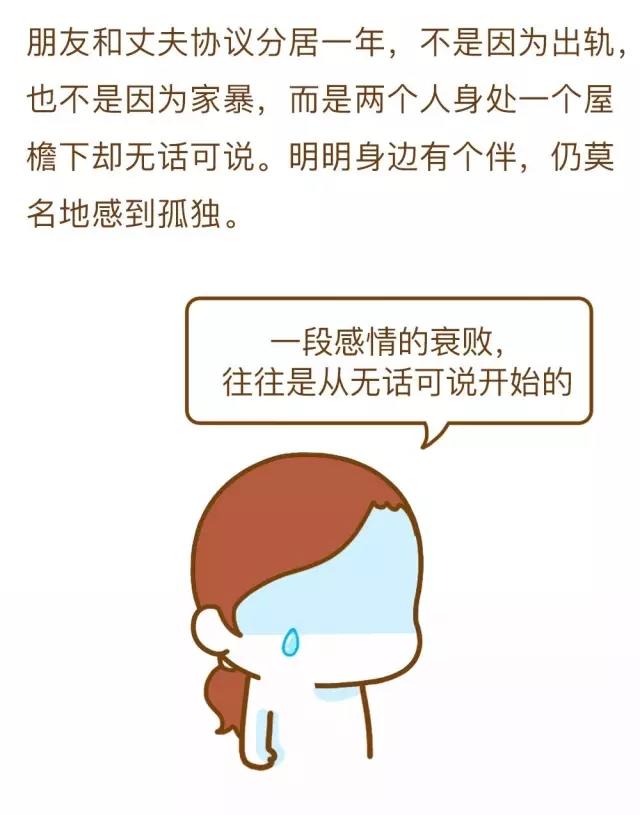 朋友和丈夫协议分居一年，不是因为出轨，
也不是因为家暴，而是两个人身处一个屋
檐下却无话可说。明明身边有个伴，仍莫
名地感到孤独。
一段感情的衰败，
往往是从无话可说开始的